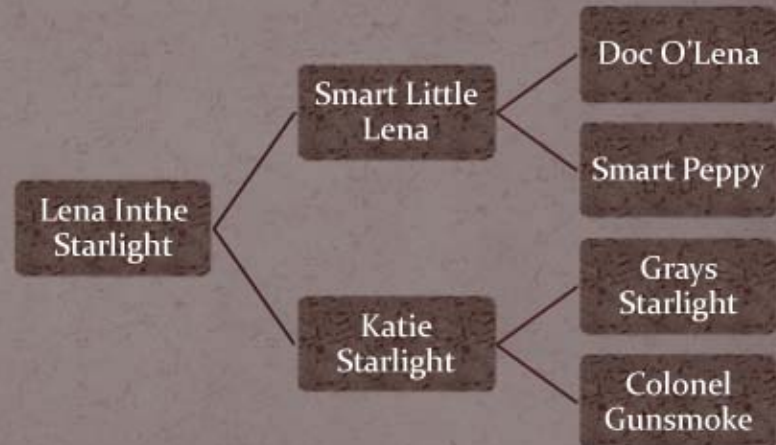 Lena Inthe
Starlight
Smart Little
Lena
Katie
Starlight
Doc O'Lena
Smart Peppy
Grays
Starlight
Colonel
Gunsmoke